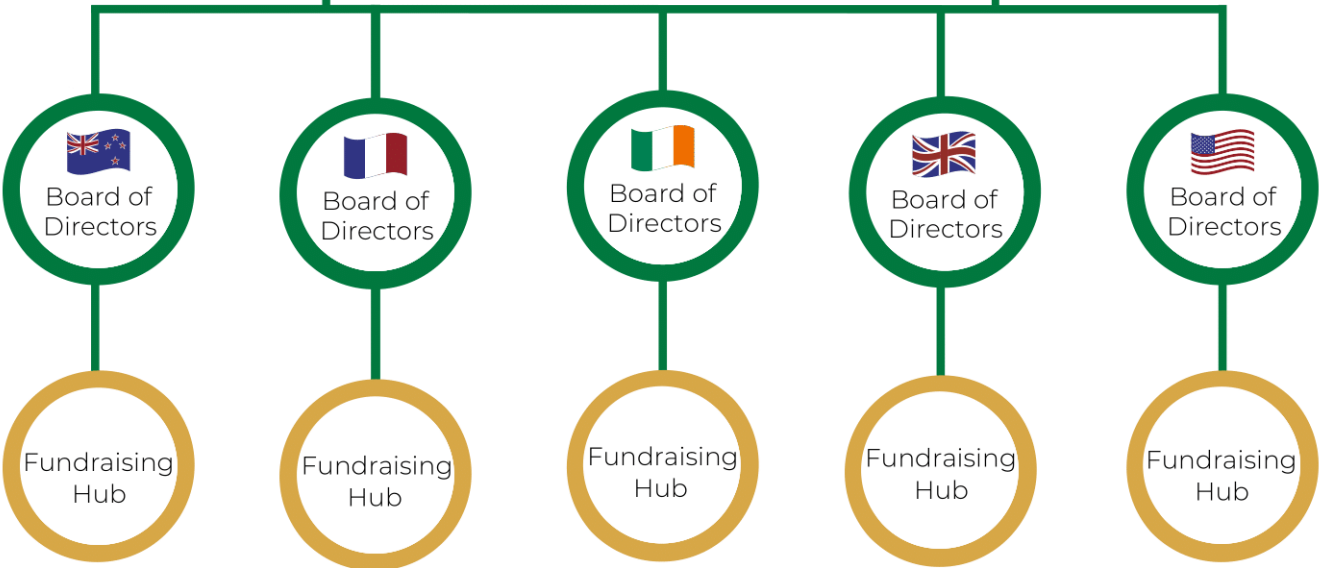 Board of
Directors
Board of
Directors
Board of
Directors
Board of
Directors
Board of
Directors
Fundraising
Hub
Fundraising
Hub
Fundraising
Hub
Fundraising
Hub
Fundraising
Hub